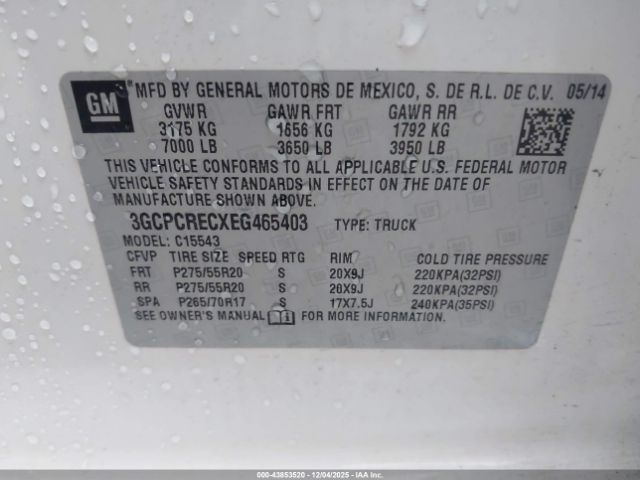 GM
MFD BY GENERAL MOTORS DE MEXICO, S. DE R.L. DE C.V. 05/14
GVWR GAWR FRT GAWR RR
3175 KG 1656 KG 1792 KG
7000 LB 3650 LB 3950 LB
THIS VEHICLE CONFORMS TO ALL APPLICABLE U.S. FEDERAL MOTOR
VEHICLE SAFETY STANDARDS IN EFFECT ON THE DATE OF
MANUFACTURE SHOWN ABOVE.
3GCPCRECXEG465403 TYPE: TRUCK
MODEL: C15543
CFVP TIRE SIZE SPEED RTG RIM COLD TIRE PRESSURE
FRT P275/55R20 S 20X9J 220KPA(32PSI)
RR P275/55R20 S 20X9J 220KPA(32PSI)
SPA P265/70R17 S 17X7.5J 240KPA(35PSI)
SEE OWNER'S MANUAL FOR MORE INFORMATION.
000-43853520 - 12/04/2025 - IAAI.COM